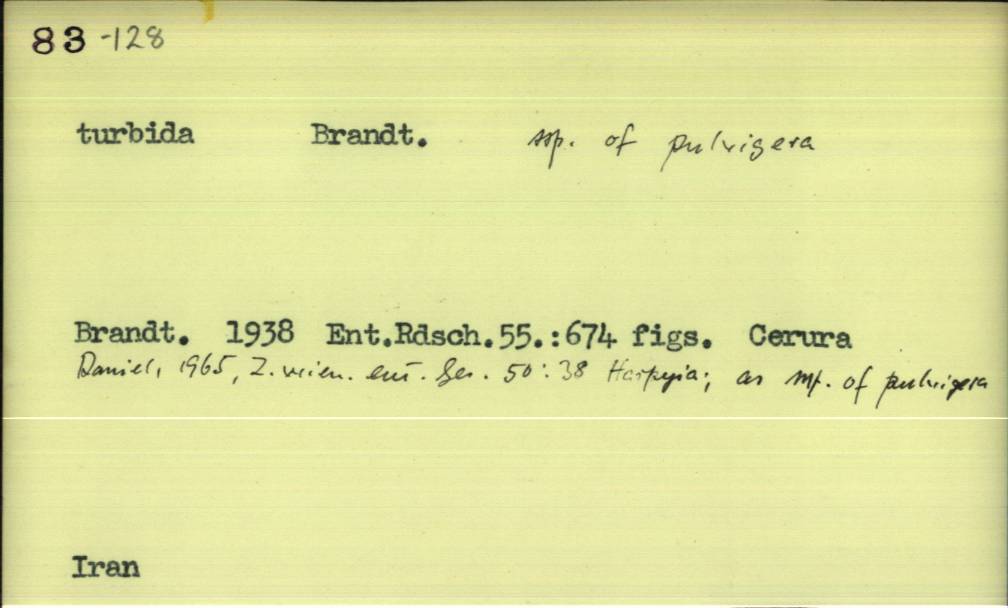 83 -128
turbida Brandt. ssp. of pulvigera
Brandt. 1938 Ent.Rdsch.55.:674 figs. Cerura
Daniel, 1965, Z. wien. ent. Ges. 50: 38 Harpyia; as ssp. of pulvigera
Iran